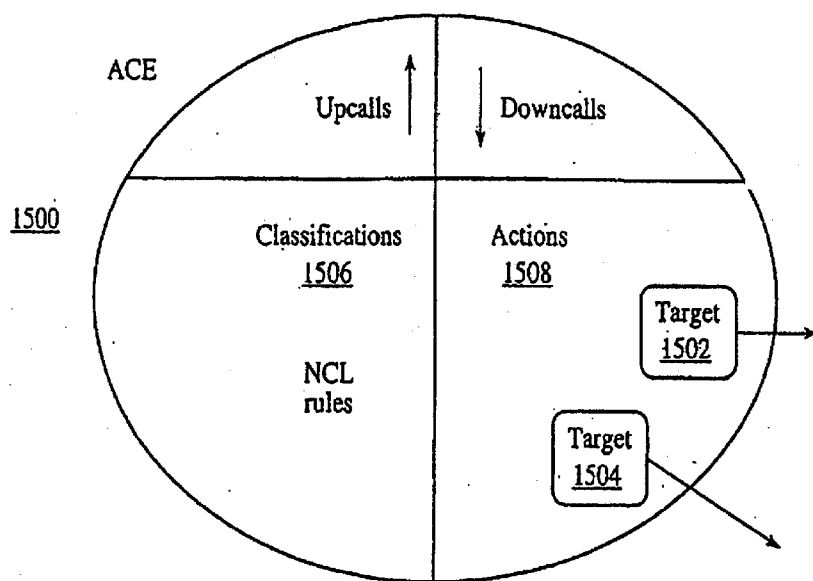 ACE
Upcalls
Downcalls
1500
Classifications
1506
Actions
1508
Target
1502
NCL
rules
Target
1504